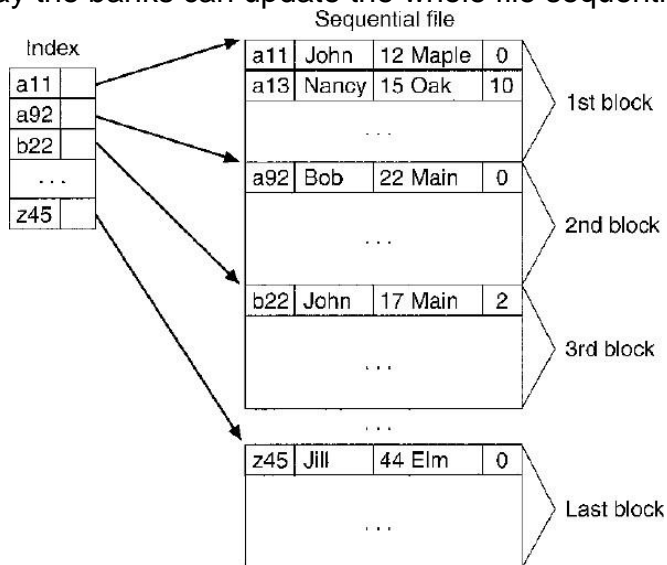 ay the banks can update the whole file sequenti
Sequential file
Index
a11
a92
b22
...
z45
a11 John 12 Maple 0
a13 Nancy 15 Oak 10
...
1st block
a92 Bob 22 Main 0
...
2nd block
b22 John 17 Main 2
...
3rd block
...
z45 Jill 44 Elm 0
...
Last block